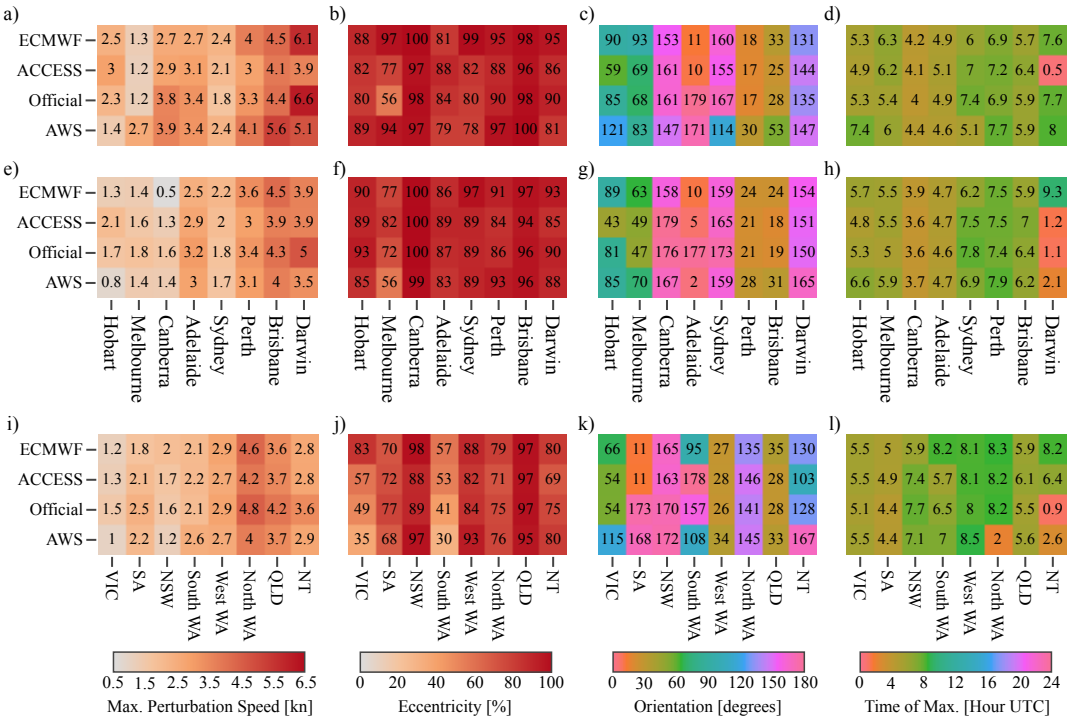 a) b) c) d)
ECMWF 2.5 1.3 2.7 2.7 2.4 4 4 6.1 88 97 100 81 99 95 98 95 90 93 153 11 160 18 33 131 5.3 6.3 4.2 4.9 6 6.9 5.7 7.6
ACCESS 3 1.2 2.9 3.1 2.1 3 4.1 3.9 82 77 97 88 82 88 96 86 59 69 161 10 155 17 25 144 4.9 6.2 4.1 5.1 7 7.2 6.4 0.5
Official 2.3 1.2 3.8 3.4 1.8 3.3 4.4 6.6 80 56 98 84 80 90 98 90 85 68 161 179 167 17 28 135 5.3 5.4 4 4.9 7.4 6.9 5.9 7.7
AWS 1.4 2.7 3.9 3.4 2.4 4.1 5.6 5.1 89 94 97 79 78 97 100 81 121 83 147 171 114 30 53 147 7.4 6 4.4 4.6 5.1 7.7 5.9 8
e) f) g) h)
ECMWF 1.3 1.4 0.5 2.5 2.2 3.6 4.5 3.9 90 77 100 86 97 91 97 93 89 63 158 10 159 24 24 154 5.7 5.5 3.9 4.7 6.2 7.5 5.9 9.3
ACCESS 2.1 1.6 1.3 2.9 2 3 3.9 3.9 89 82 100 89 89 84 94 85 43 49 179 5 165 21 18 151 4.8 5.5 3.6 4.7 7.5 7.5 7 1.2
Official 1.7 1.8 1.6 3.2 1.8 3.4 4.3 5 93 72 100 87 89 86 96 90 81 47 176 177 173 21 19 150 5.3 5 3.6 4.4 7.8 7.4 6.4 1.1
AWS 0.8 1.4 1.4 3 1.7 3.1 4 3.5 85 56 99 83 89 93 96 88 85 70 167 2 159 28 31 165 6.6 5.9 3.7 4.7 6.9 7.9 6.2 2.1
Hobart Melbourne Canberra Adelaide Sydney Perth Brisbane Darwin Hobart Melbourne Canberra Adelaide Sydney Perth Brisbane Darwin Hobart Melbourne Canberra Adelaide Sydney Perth Brisbane Darwin Hobart Melbourne Canberra Adelaide Sydney Perth Brisbane Darwin
i) j) k) l)
ECMWF 1.2 1.8 2 2.1 2.9 4.6 3.6 2.8 83 70 98 57 88 79 97 80 66 11 165 95 27 135 35 130 5.5 5 5.9 8.2 8.1 8.3 5.9 8.2
ACCESS 1.3 2.1 1.7 2.2 2.7 4.2 3.7 2.8 57 72 88 53 82 71 97 69 54 11 163 178 28 146 28 103 5.5 4.9 7.4 5.7 8.1 8.2 6.1 6.4
Official 1.5 2.5 1.6 2.1 2.9 4.8 4.2 3.6 49 77 89 41 84 75 97 75 54 173 170 157 26 141 28 128 5.1 4.4 7.7 6.5 8 8.2 5.5 0.9
AWS 1 2.2 1.2 2.6 2.7 4 3.7 2.9 35 68 97 30 93 76 95 80 115 168 172 108 34 145 33 167 5.5 4.4 7.1 7 8.5 2 5.6 2.6
VIC SA NSW South WA West WA North WA QLD NT VIC SA NSW South WA West WA North WA QLD NT VIC SA NSW South WA West WA North WA QLD NT VIC SA NSW South WA West WA North WA QLD NT
0.5 1.5 2.5 3.5 4.5 5.5 6.5 0 20 40 60 80 100 0 30 60 90 120 150 180 0 4 8 12 16 20 24
Max. Perturbation Speed [kn] Eccentricity [%] Orientation [degrees] Time of Max. [Hour UTC]